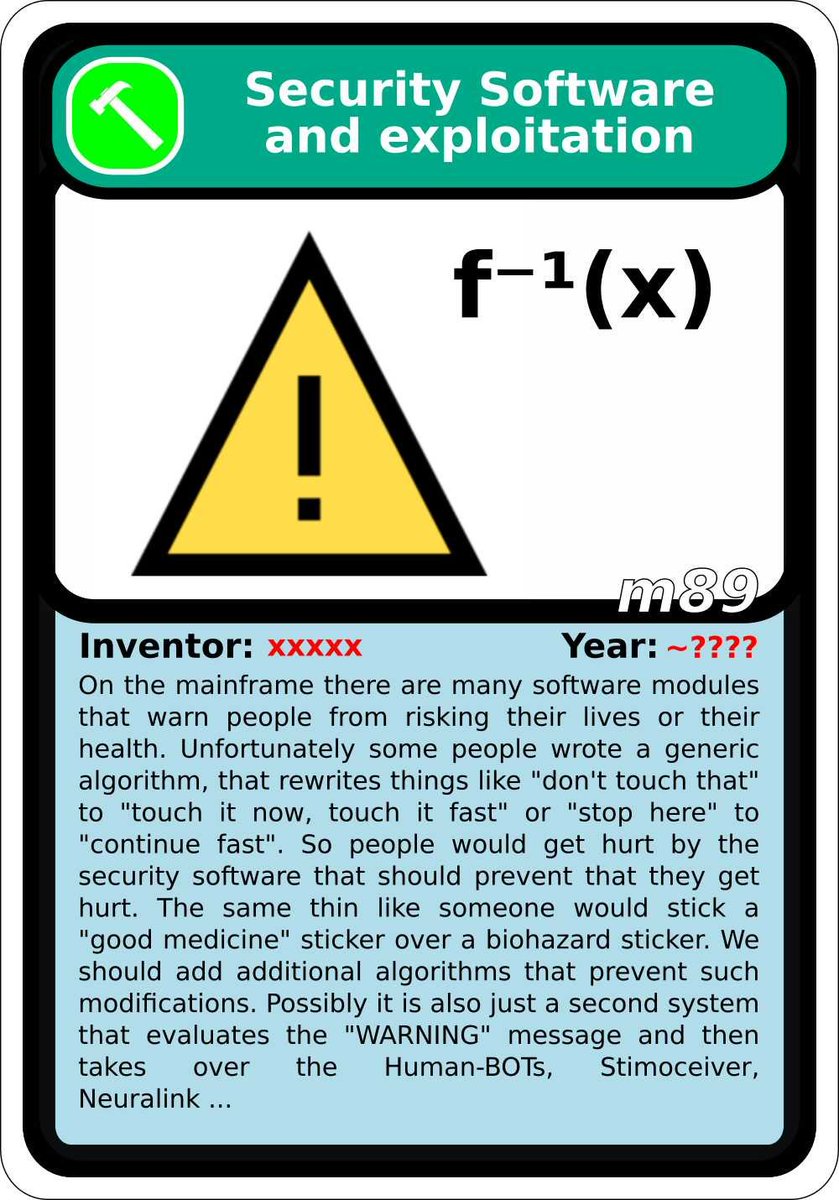 Security Software
and exploitation
!
f⁻¹(x)
m89
Inventor: xxxxx Year: ~????
On the mainframe there are many software modules
that warn people from risking their lives or their
health. Unfortunately some people wrote a generic
algorithm, that rewrites things like "don't touch that"
to "touch it now, touch it fast" or "stop here" to
"continue fast". So people would get hurt by the
security software that should prevent that they get
hurt. The same thin like someone would stick a
"good medicine" sticker over a biohazard sticker. We
should add additional algorithms that prevent such
modifications. Possibly it is also just a second system
that evaluates the "WARNING" message and then
takes over the Human-BOTs, Stimoceiver,
Neuralink ...